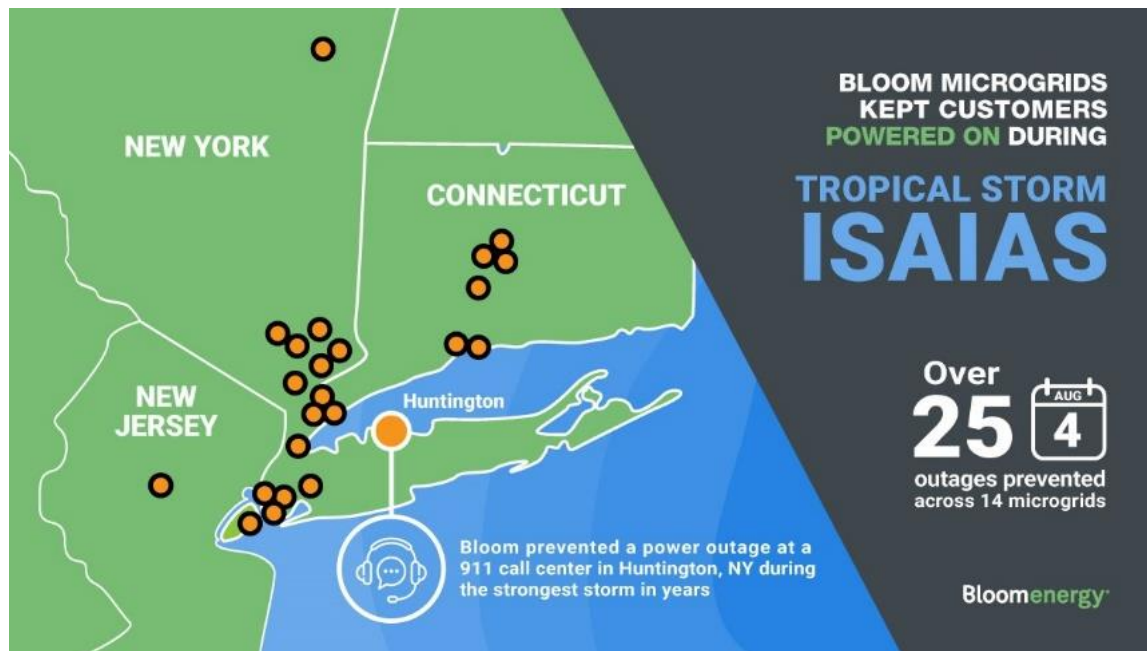 NEW YORK
CONNECTICUT
NEW
JERSEY
Huntington
Bloom prevented a power outage at a
911 call center in Huntington, NY during
the strongest storm in years
BLOOM MICROGRIDS
KEPT CUSTOMERS
POWERED ON DURING
TROPICAL STORM
ISAIAS
Over
25
AUG
4
outages prevented
across 14 microgrids
Bloomenergy